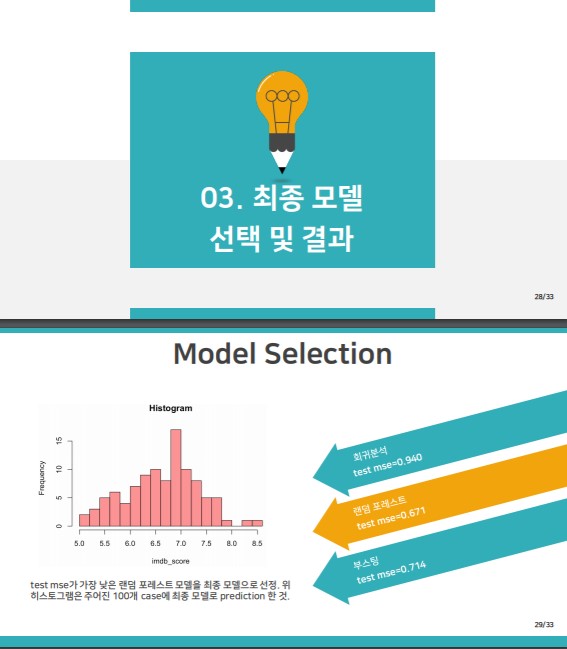 03. 최종 모델
선택 및 결과
28/33
Model Selection
Histogram
Frequency
0
5
10
15
5.0 5.5 6.0 6.5 7.0 7.5 8.0 8.5
imdb_score
test mse가 가장 낮은 랜덤 포레스트 모델을 최종 모델으로 선정. 위
히스토그램은 주어진 100개 case에 최종 모델로 prediction 한 것.
회귀분석
test mse=0.940
랜덤 포레스트
test mse=0.671
부스팅
test mse=0.714
29/33